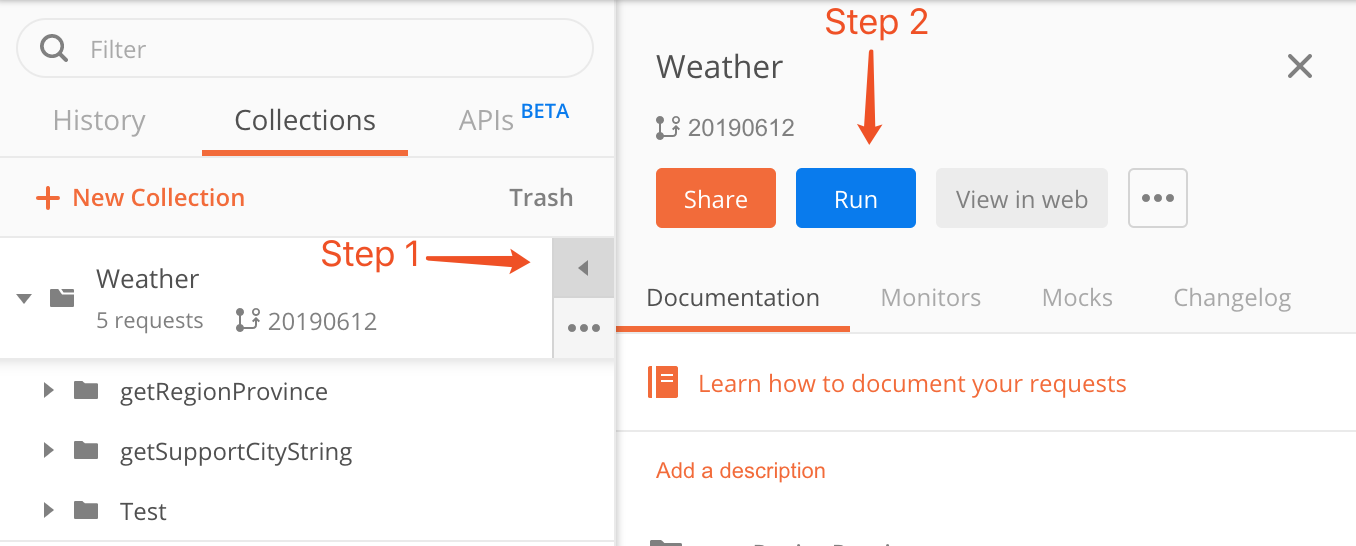 Filter
History
Collections
APIs BETA
New Collection
Trash
Step 1
Weather
5 requests
20190612
getRegionProvince
getSupportCityString
Test
Step 2
Weather
20190612
Share
Run
View in web
Documentation
Monitors
Mocks
Changelog
Learn how to document your requests
Add a description